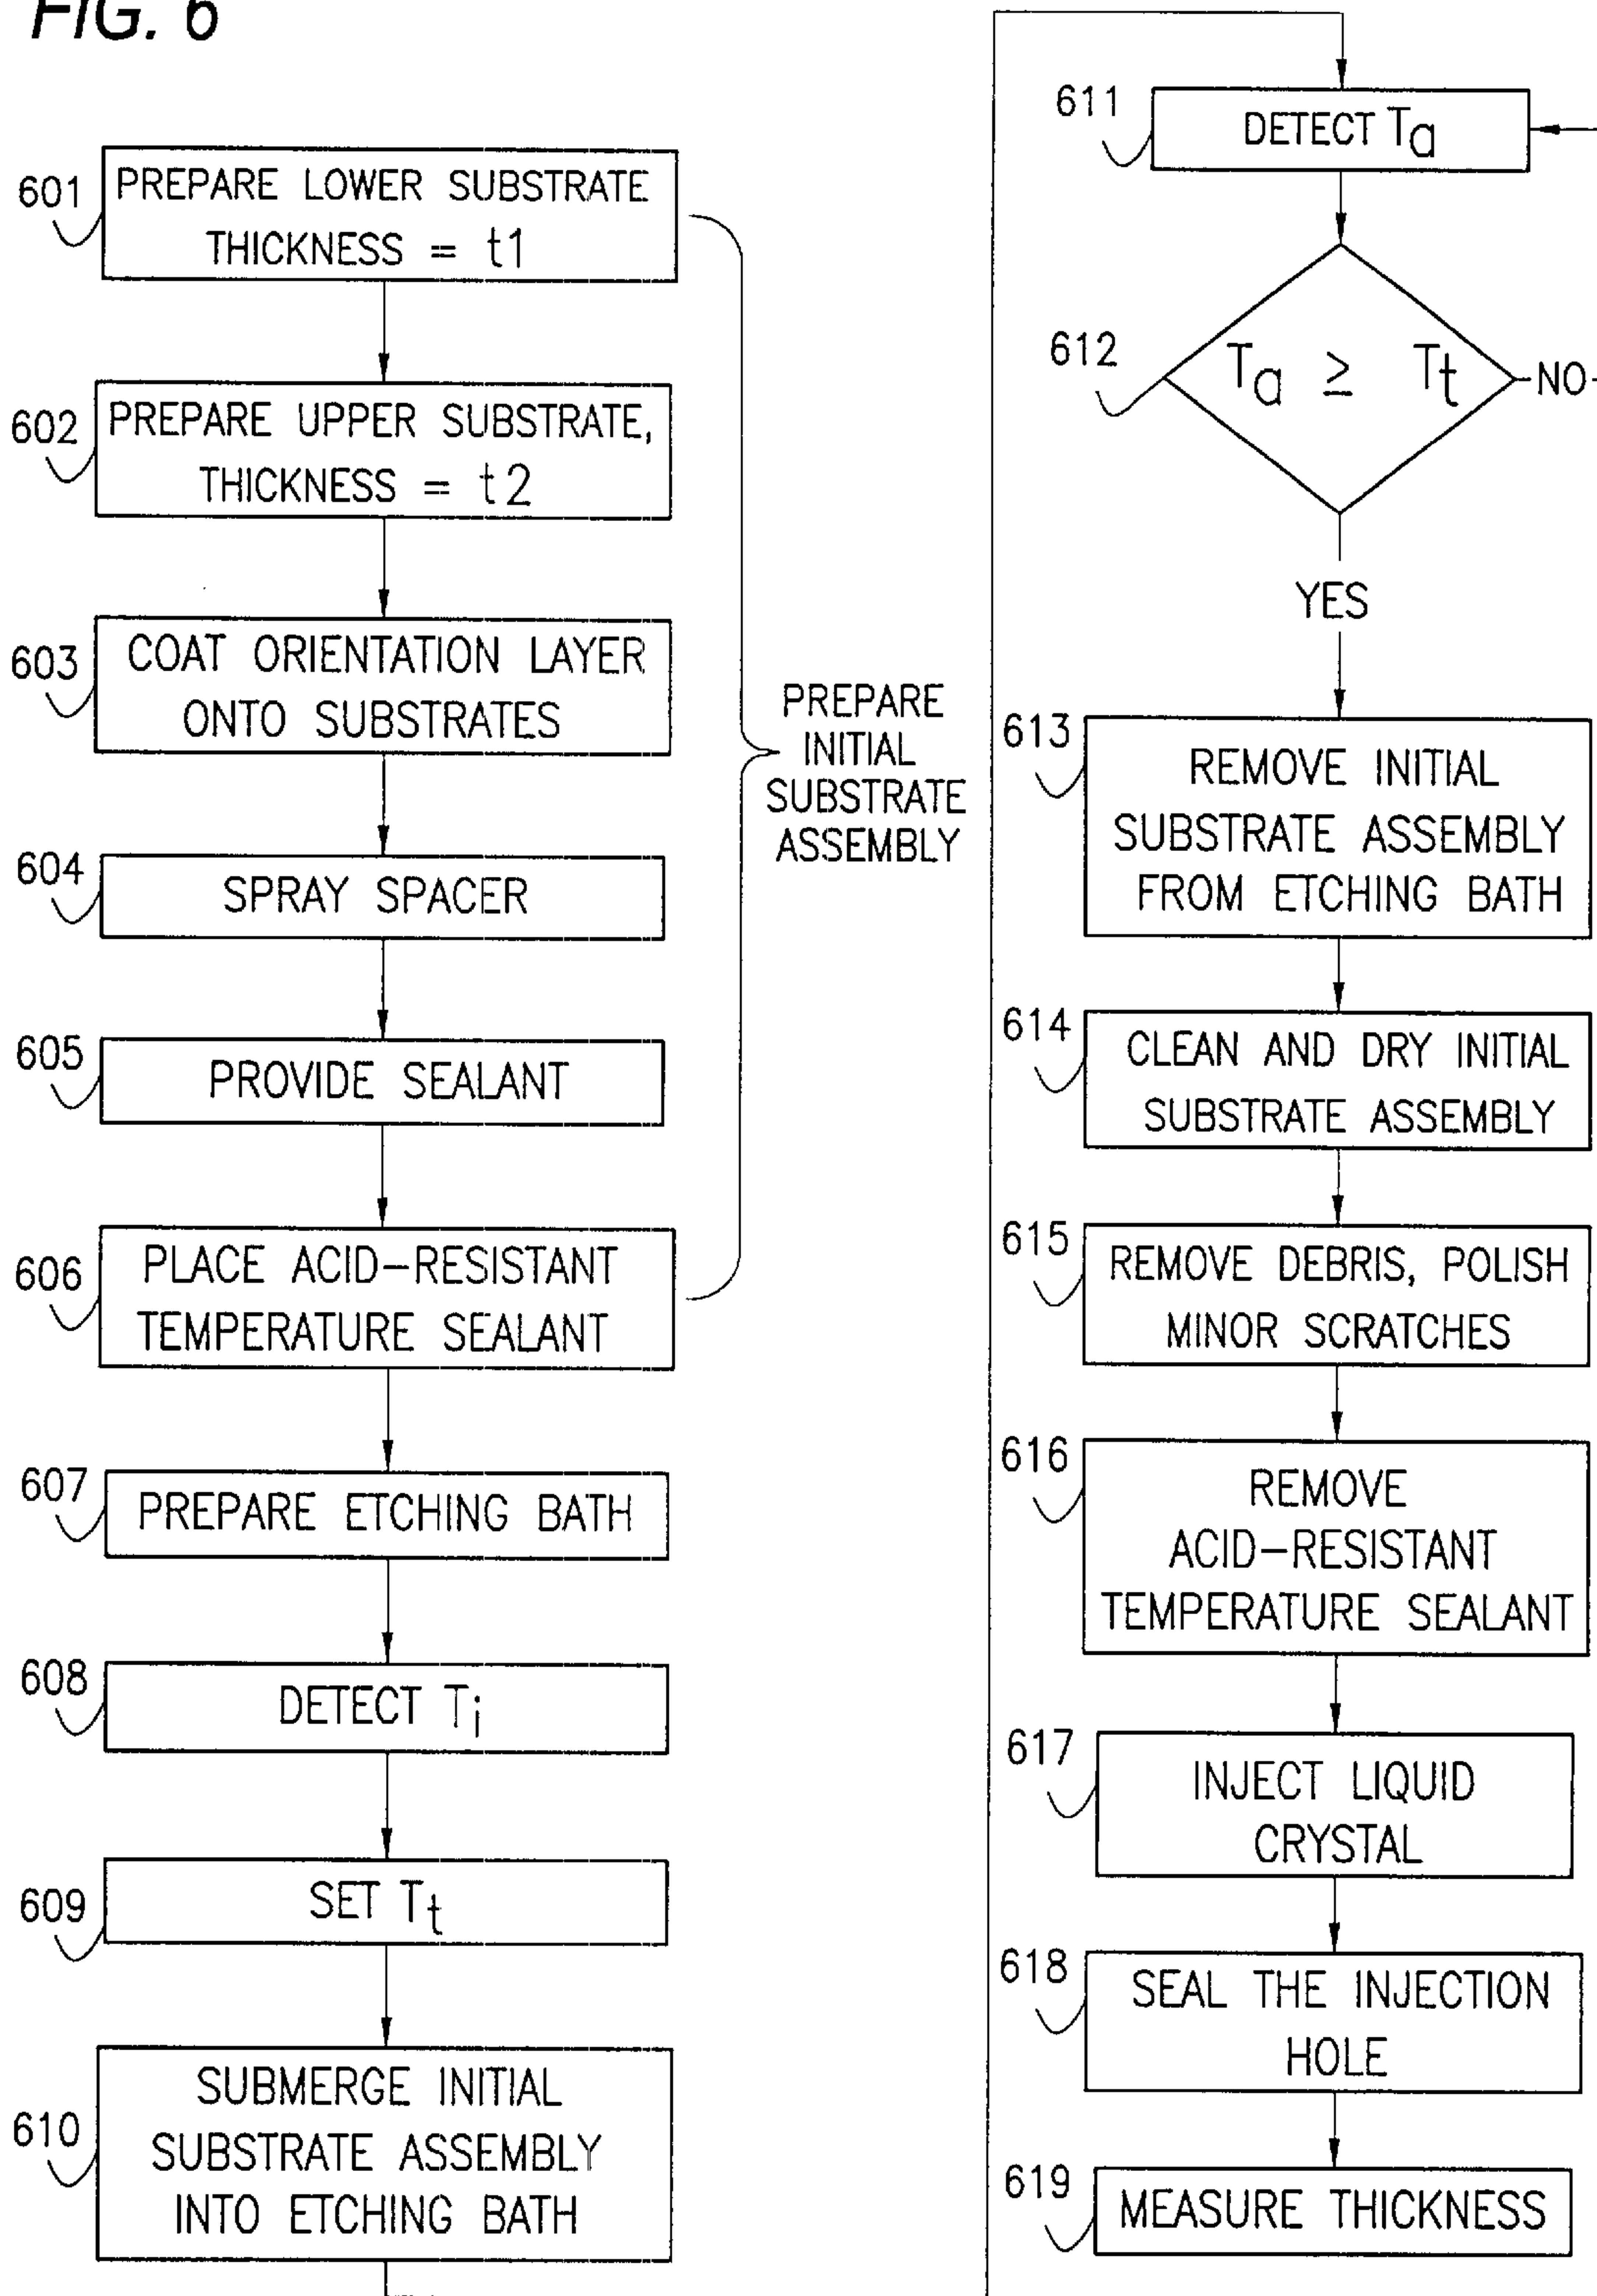 FIG. 6
601
PREPARE LOWER SUBSTRATE
THICKNESS = t1
602
PREPARE UPPER SUBSTRATE,
THICKNESS = t2
603
COAT ORIENTATION LAYER
ONTO SUBSTRATES
604
SPRAY SPACER
605
PROVIDE SEALANT
606
PLACE ACID-RESISTANT
TEMPERATURE SEALANT
PREPARE
INITIAL
SUBSTRATE
ASSEMBLY
607
PREPARE ETCHING BATH
608
DETECT Ti
609
SET Tt
610
SUBMERGE INITIAL
SUBSTRATE ASSEMBLY
INTO ETCHING BATH
611
DETECT Ta
612
Ta ≥ Tt
NO
YES
613
REMOVE INITIAL
SUBSTRATE ASSEMBLY
FROM ETCHING BATH
614
CLEAN AND DRY INITIAL
SUBSTRATE ASSEMBLY
615
REMOVE DEBRIS, POLISH
MINOR SCRATCHES
616
REMOVE
ACID-RESISTANT
TEMPERATURE SEALANT
617
INJECT LIQUID
CRYSTAL
618
SEAL THE INJECTION
HOLE
619
MEASURE THICKNESS